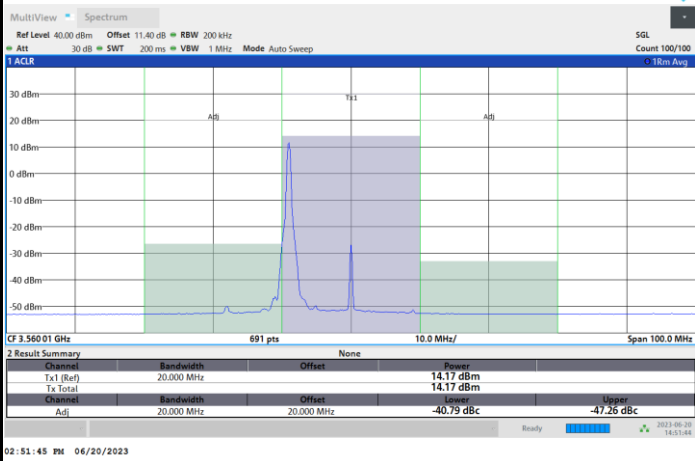 MultiView Spectrum
Ref Level 40.00 dBm Offset 11.40 dB RBW 200 kHz SGL
Att 30 dB SWT 200 ms VBW 1 MHz Mode Auto Sweep Count 100/100
1 ACLR 1Rm Avg
30 dBm
Tx1
20 dBm Adj Adj
10 dBm
0 dBm
-10 dBm
-20 dBm
-30 dBm
-40 dBm
-50 dBm
CF 3.560 01 GHz 691 pts 10.0 MHz/ Span 100.0 MHz
2 Result Summary None
Channel Bandwidth Offset Power
Tx1 (Ref) 20.000 MHz 14.17 dBm
Tx Total 14.17 dBm
Channel Bandwidth Offset Lower Upper
Adj 20.000 MHz 20.000 MHz -40.79 dBc -47.26 dBc
Ready 2023-06-20
14:51:44
02:51:45 PM 06/20/2023